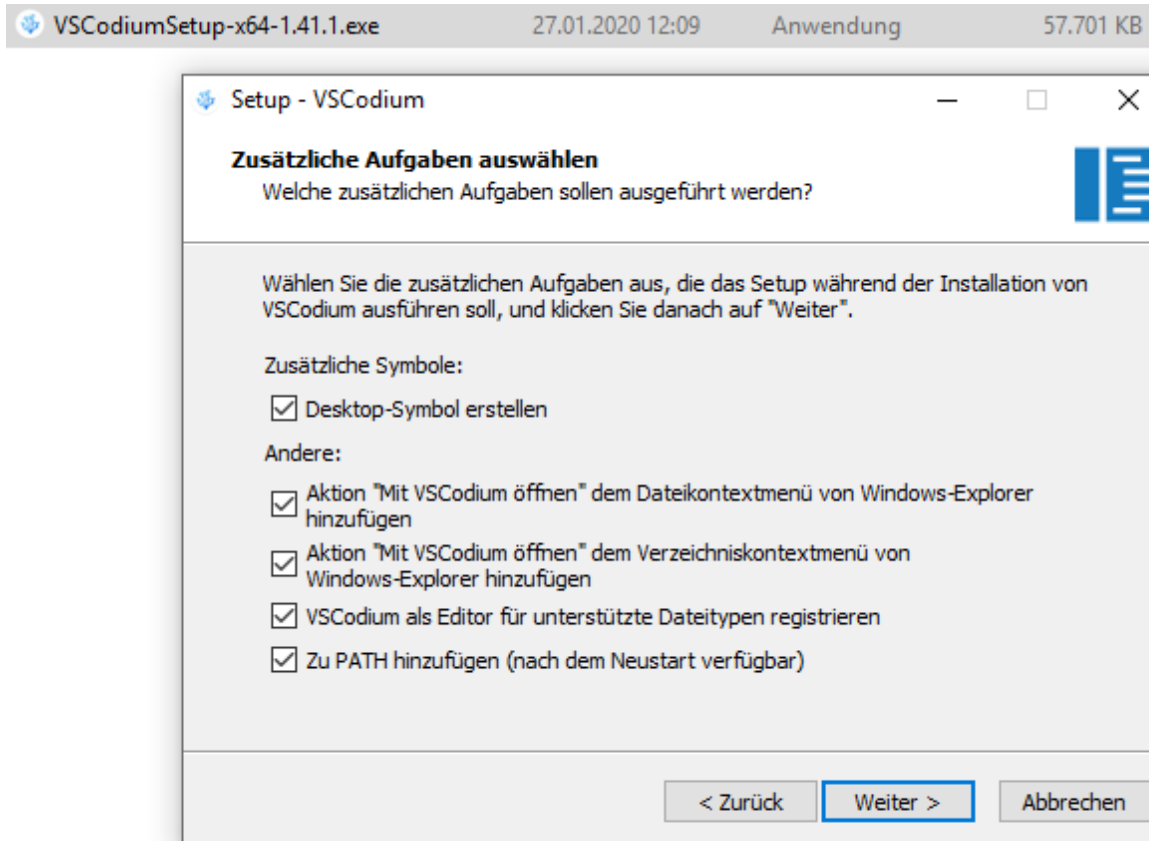 VSCodiumSetup-x64-1.41.1.exe 27.01.2020 12:09 Anwendung 57.701 KB
Setup - VSCodium
Zusätzliche Aufgaben auswählen
Welche zusätzlichen Aufgaben sollen ausgeführt werden?
Wählen Sie die zusätzlichen Aufgaben aus, die das Setup während der Installation von
VSCodium ausführen soll, und klicken Sie danach auf "Weiter".
Zusätzliche Symbole:
Desktop-Symbol erstellen
Andere:
Aktion "Mit VSCodium öffnen" dem Dateikontextmenü von Windows-Explorer
hinzufügen
Aktion "Mit VSCodium öffnen" dem Verzeichniskontextmenü von
Windows-Explorer hinzufügen
VSCodium als Editor für unterstützte Dateitypen registrieren
Zu PATH hinzufügen (nach dem Neustart verfügbar)
< Zurück Weiter > Abbrechen